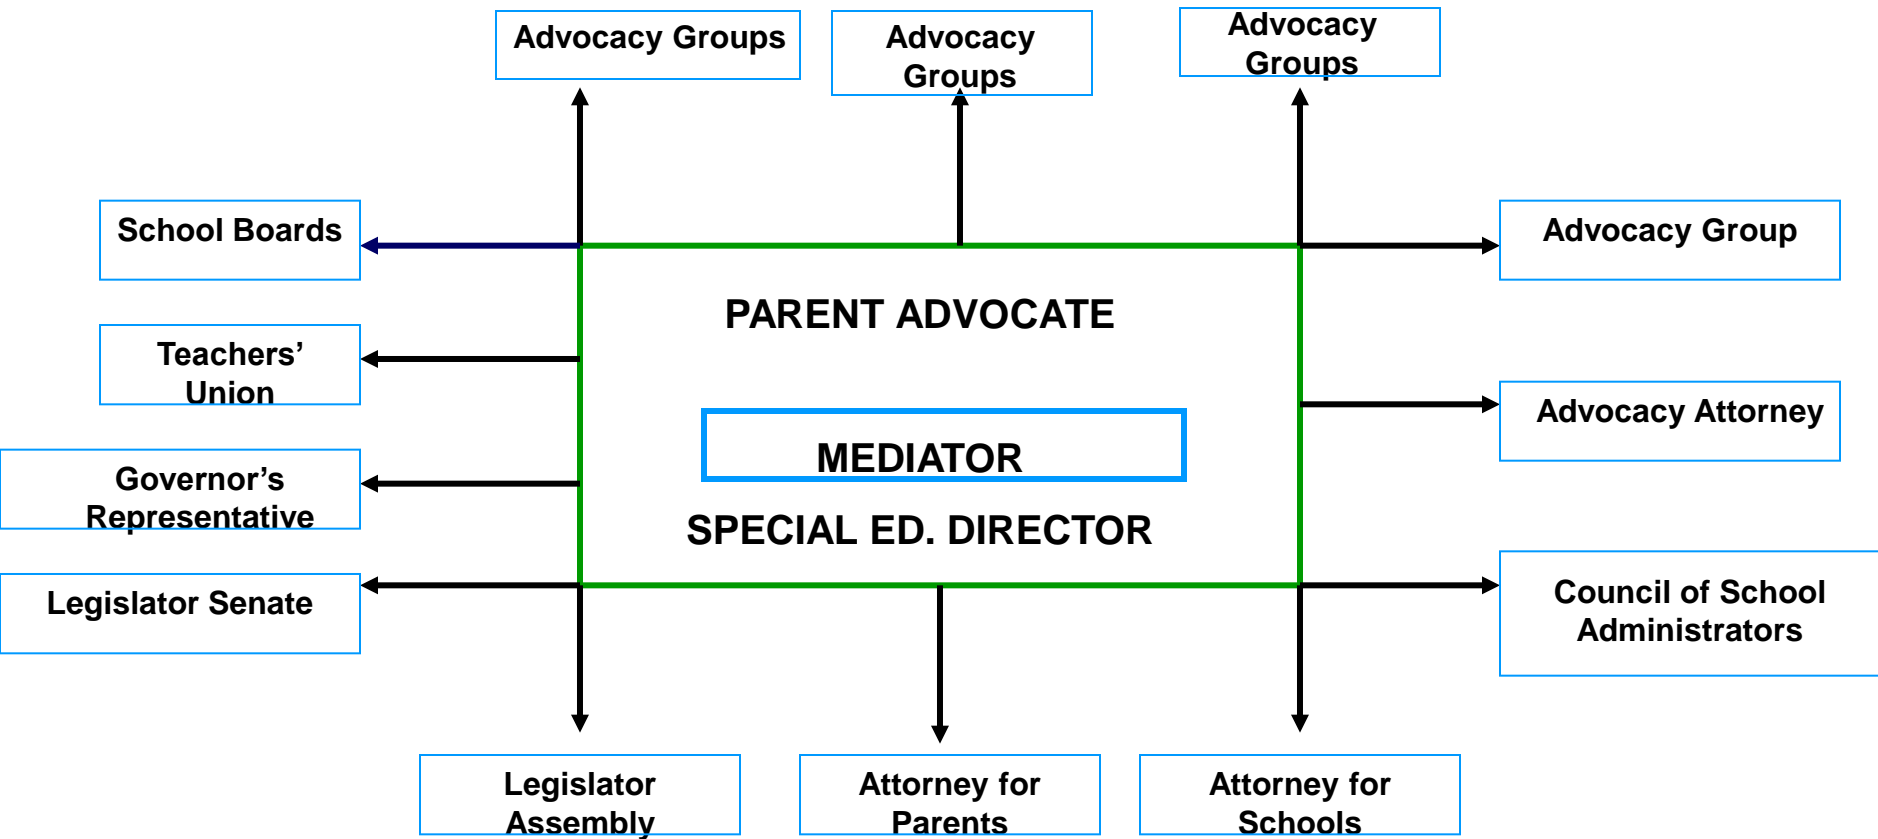 Advocacy Groups
Advocacy
Groups
Advocacy
Groups
School Boards
Advocacy Group
PARENT ADVOCATE
Teachers’
Union
Advocacy Attorney
MEDIATOR
Governor’s
Representative
SPECIAL ED. DIRECTOR
Legislator Senate
Council of School
Administrators
Legislator
Assembly
Attorney for
Parents
Attorney for
Schools